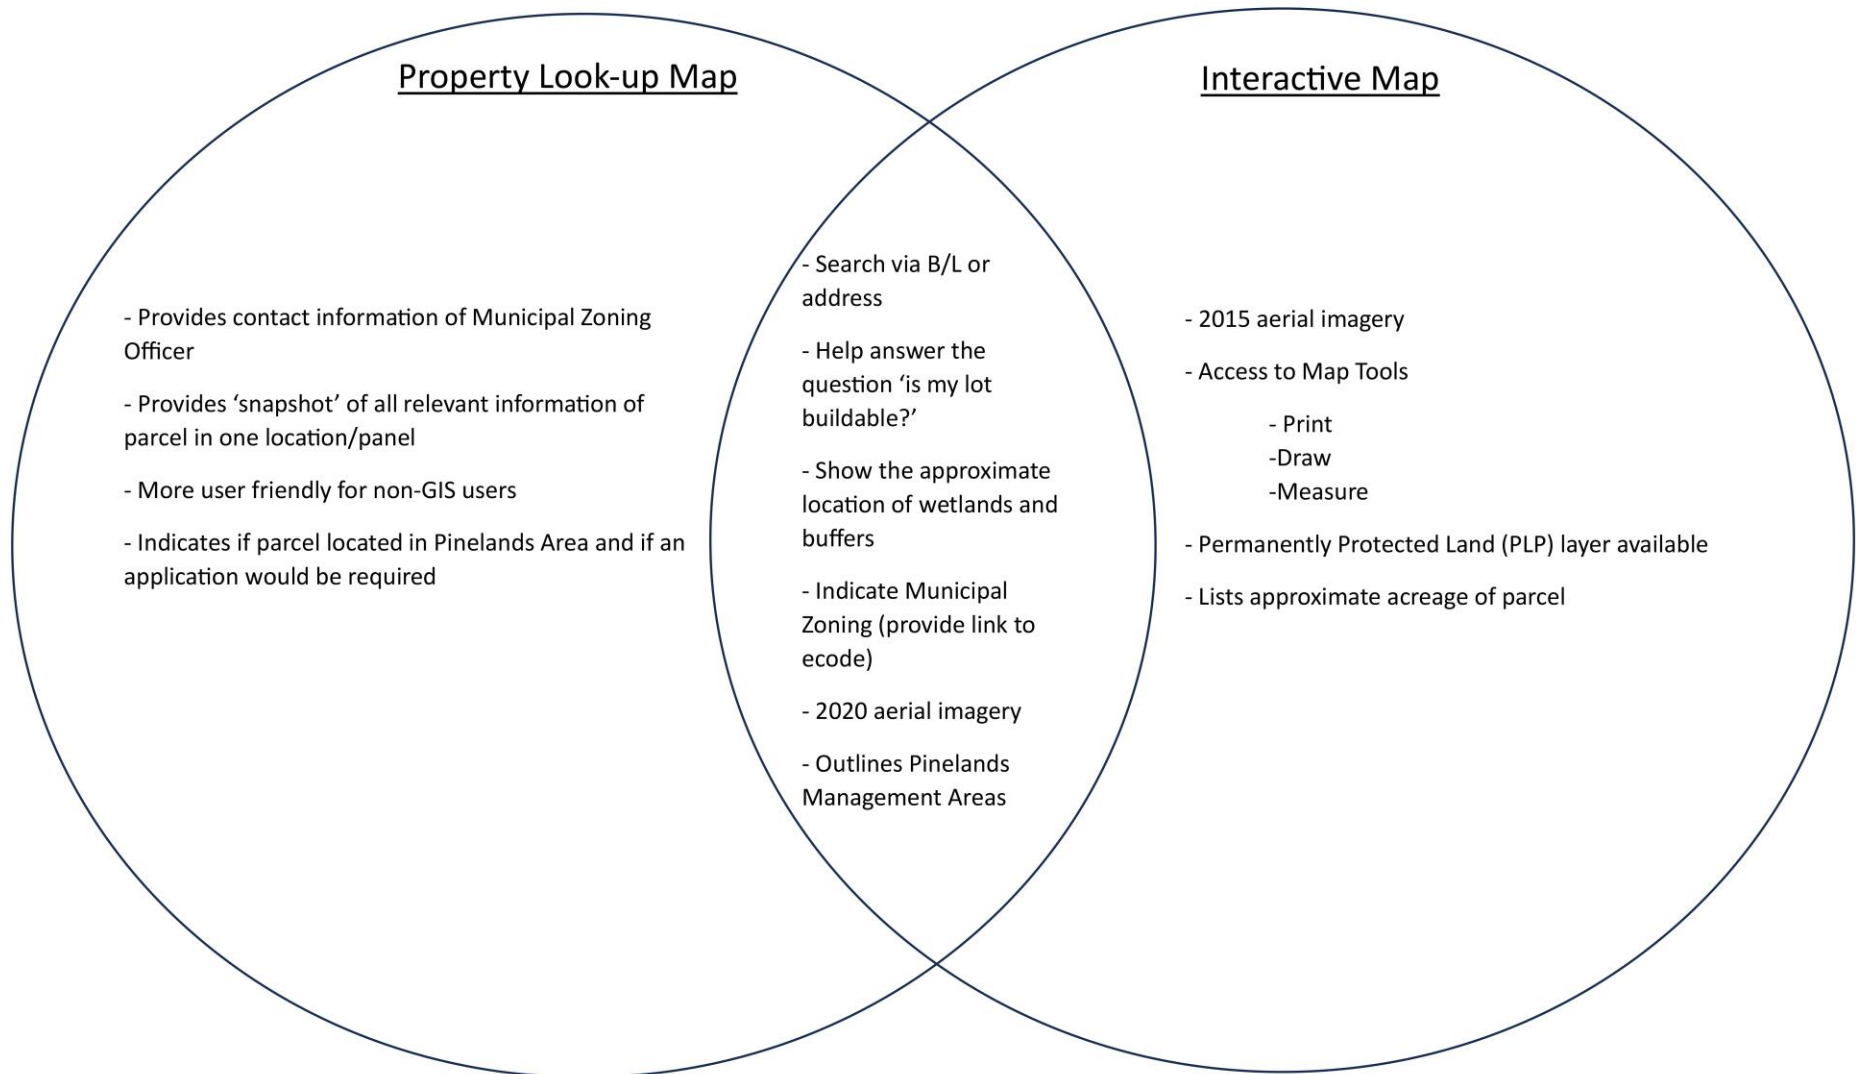 Property Look-up Map
- Provides contact information of Municipal Zoning
Officer
- Provides ‘snapshot’ of all relevant information of
parcel in one location/panel
- More user friendly for non-GIS users
- Indicates if parcel located in Pinelands Area and if an
application would be required
- Search via B/L or
address
- Help answer the
question ‘is my lot
buildable?’
- Show the approximate
location of wetlands and
buffers
- Indicate Municipal
Zoning (provide link to
ecode)
- 2020 aerial imagery
- Outlines Pinelands
Management Areas
Interactive Map
- 2015 aerial imagery
- Access to Map Tools
- Print
-Draw
-Measure
- Permanently Protected Land (PLP) layer available
- Lists approximate acreage of parcel